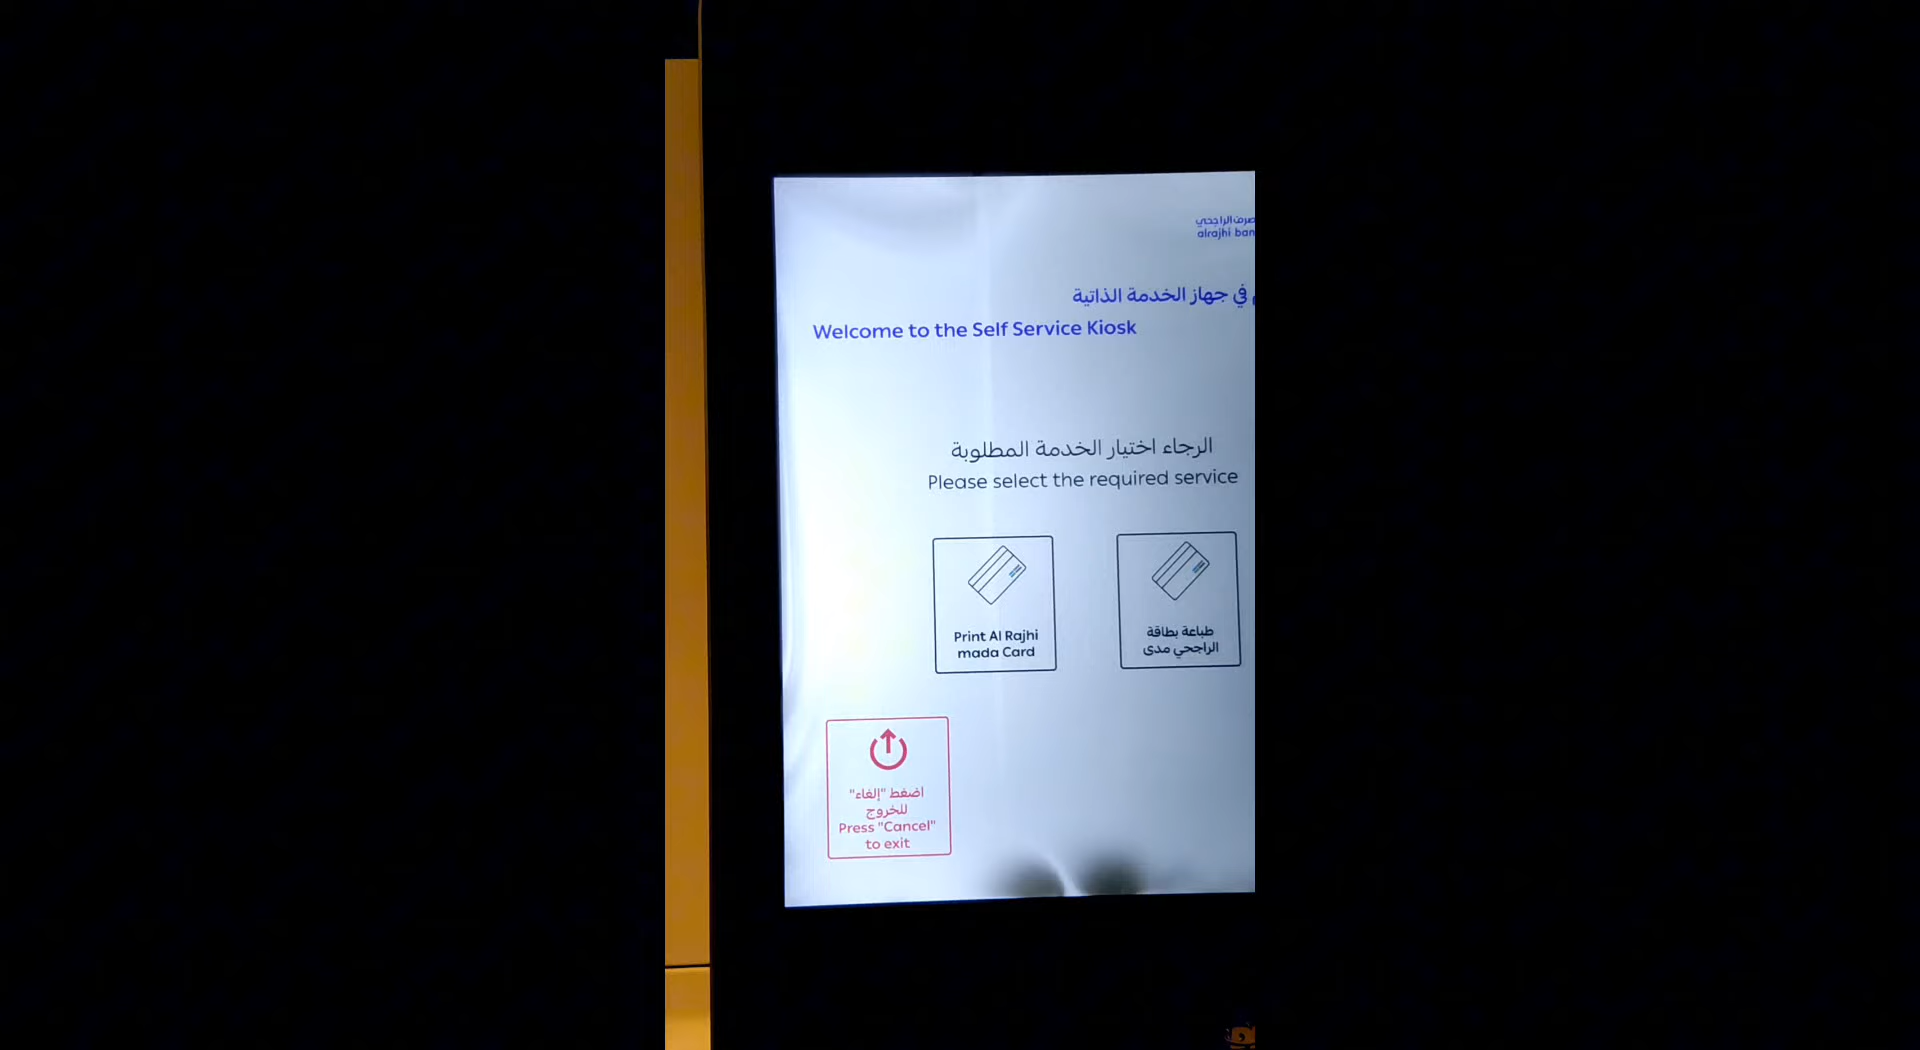 الراجحي
alrajhi
في جهاز الخدمة الذاتية
Welcome to the Self Service Kiosk
الرجاء اختيار الخدمة المطلوبة
Please select the required service
Print Al Rajhi
mada Card
طباعة بطاقة
الراجحي مدى
اضغط "إلغاء"
للخروج
Press "Cancel"
to exit